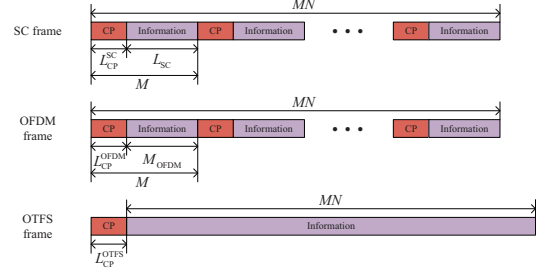 MN
SC frame
CP Information CP Information • • • CP Information
L_CP^SC L_SC
M
MN
OFDM frame
CP Information CP Information • • • CP Information
L_CP^OFDM M_OFDM
M
MN
OTFS frame
CP Information
L_CP^OTFS